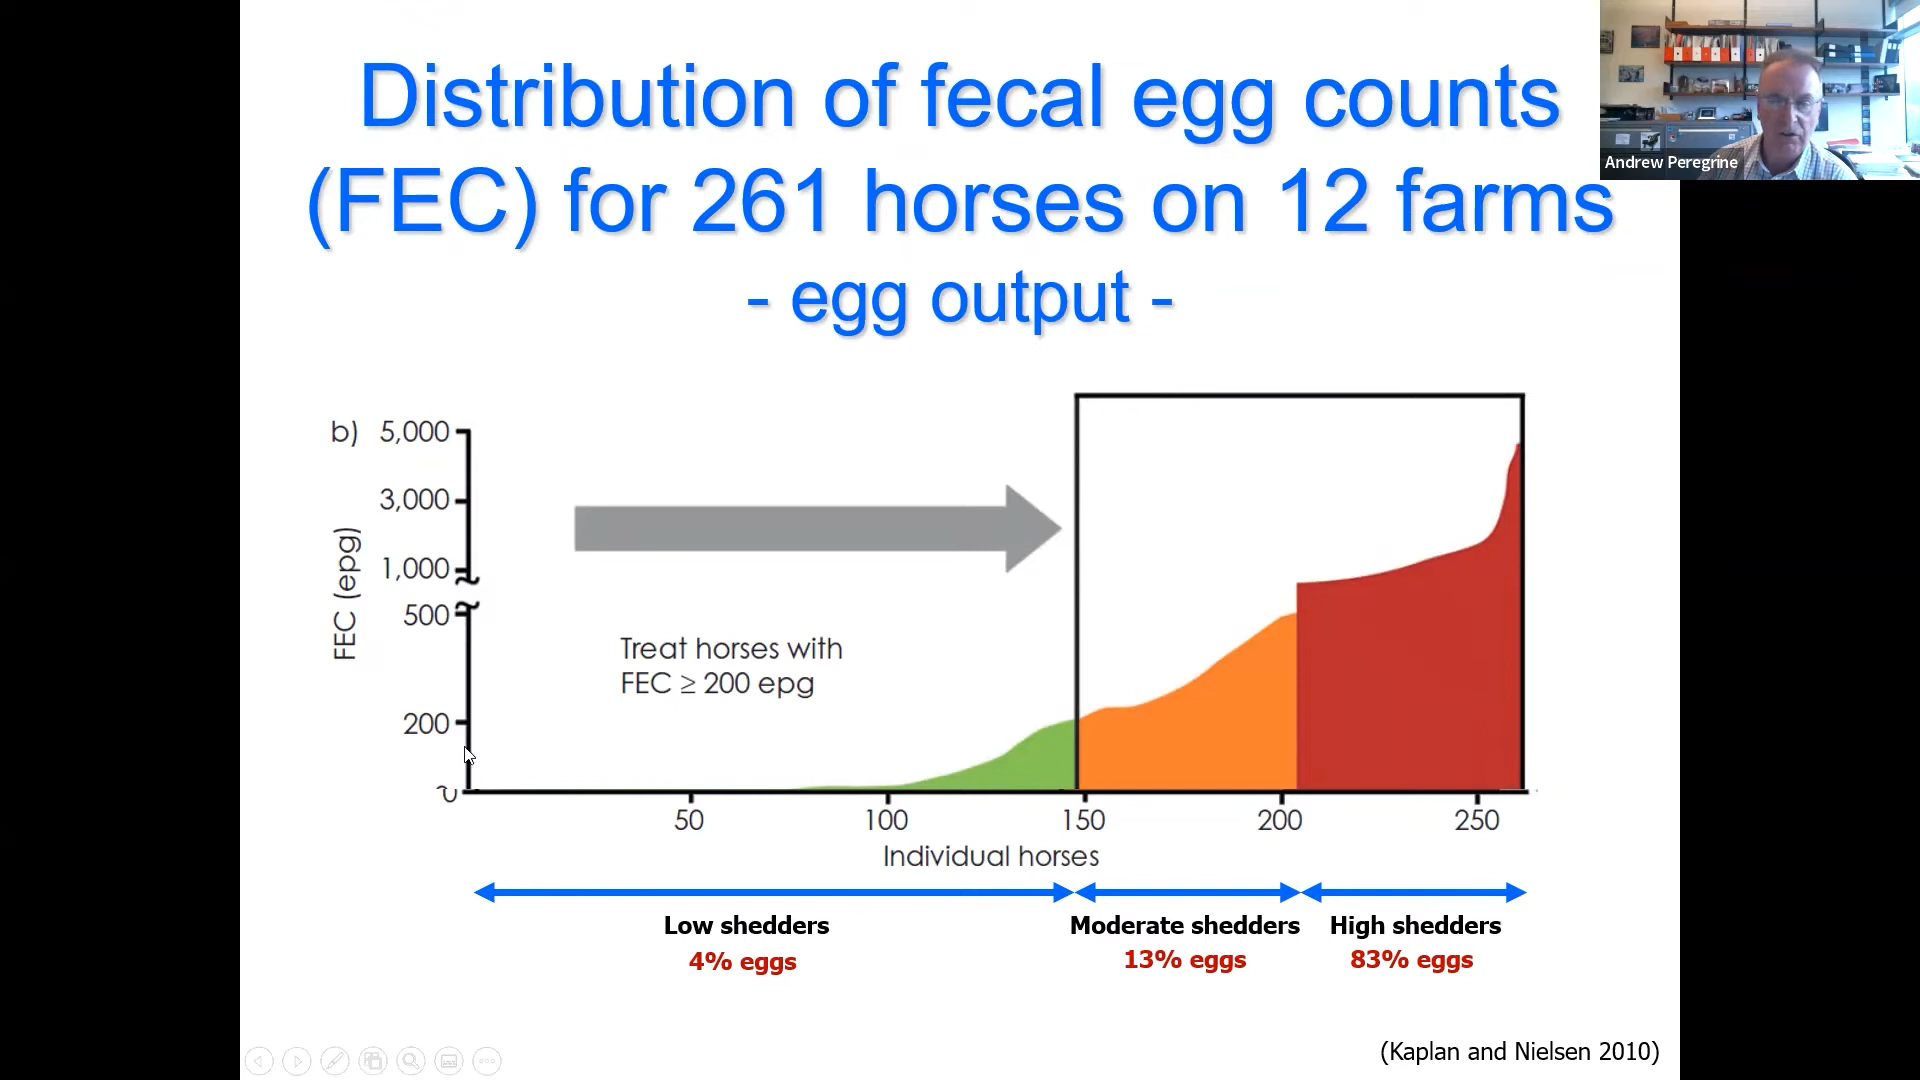 Distribution of fecal egg counts
(FEC) for 261 horses on 12 farms
- egg output -
Andrew Peregrine
b)
FEC (epg)
5,000
3,000
1,000
500
200
Treat horses with
FEC ≥ 200 epg
50 100 150 200 250
Individual horses
Low shedders Moderate shedders High shedders
4% eggs 13% eggs 83% eggs
(Kaplan and Nielsen 2010)